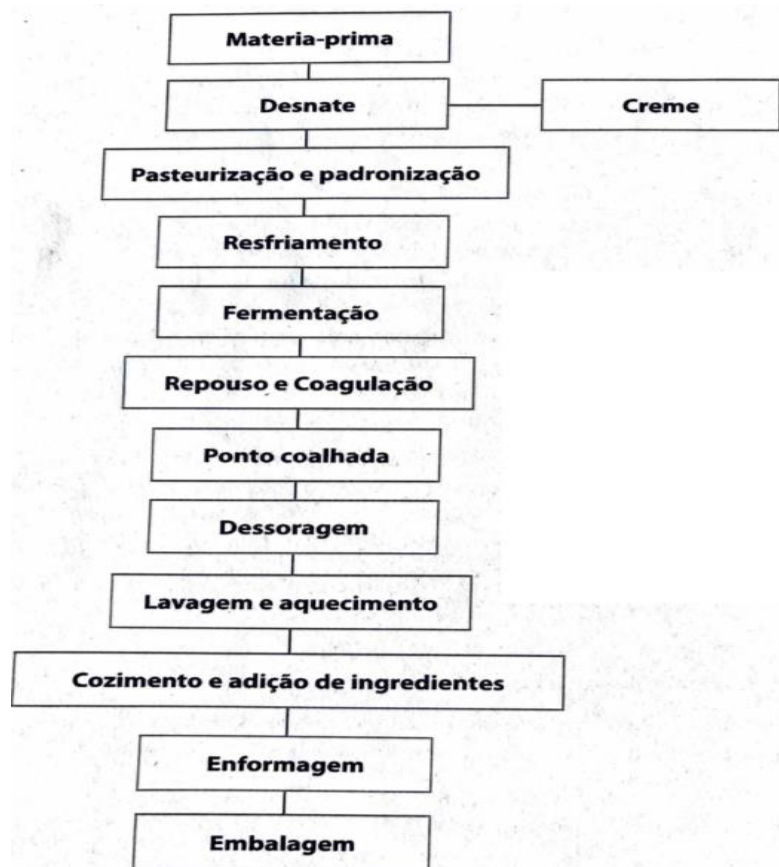 Materia-prima
Desnate
Creme
Pasteurização e padronização
Resfriamento
Fermentação
Repouso e Coagulação
Ponto coalhada
Dessoragem
Lavagem e aquecimento
Cozimento e adição de ingredientes
Enformagem
Embalagem